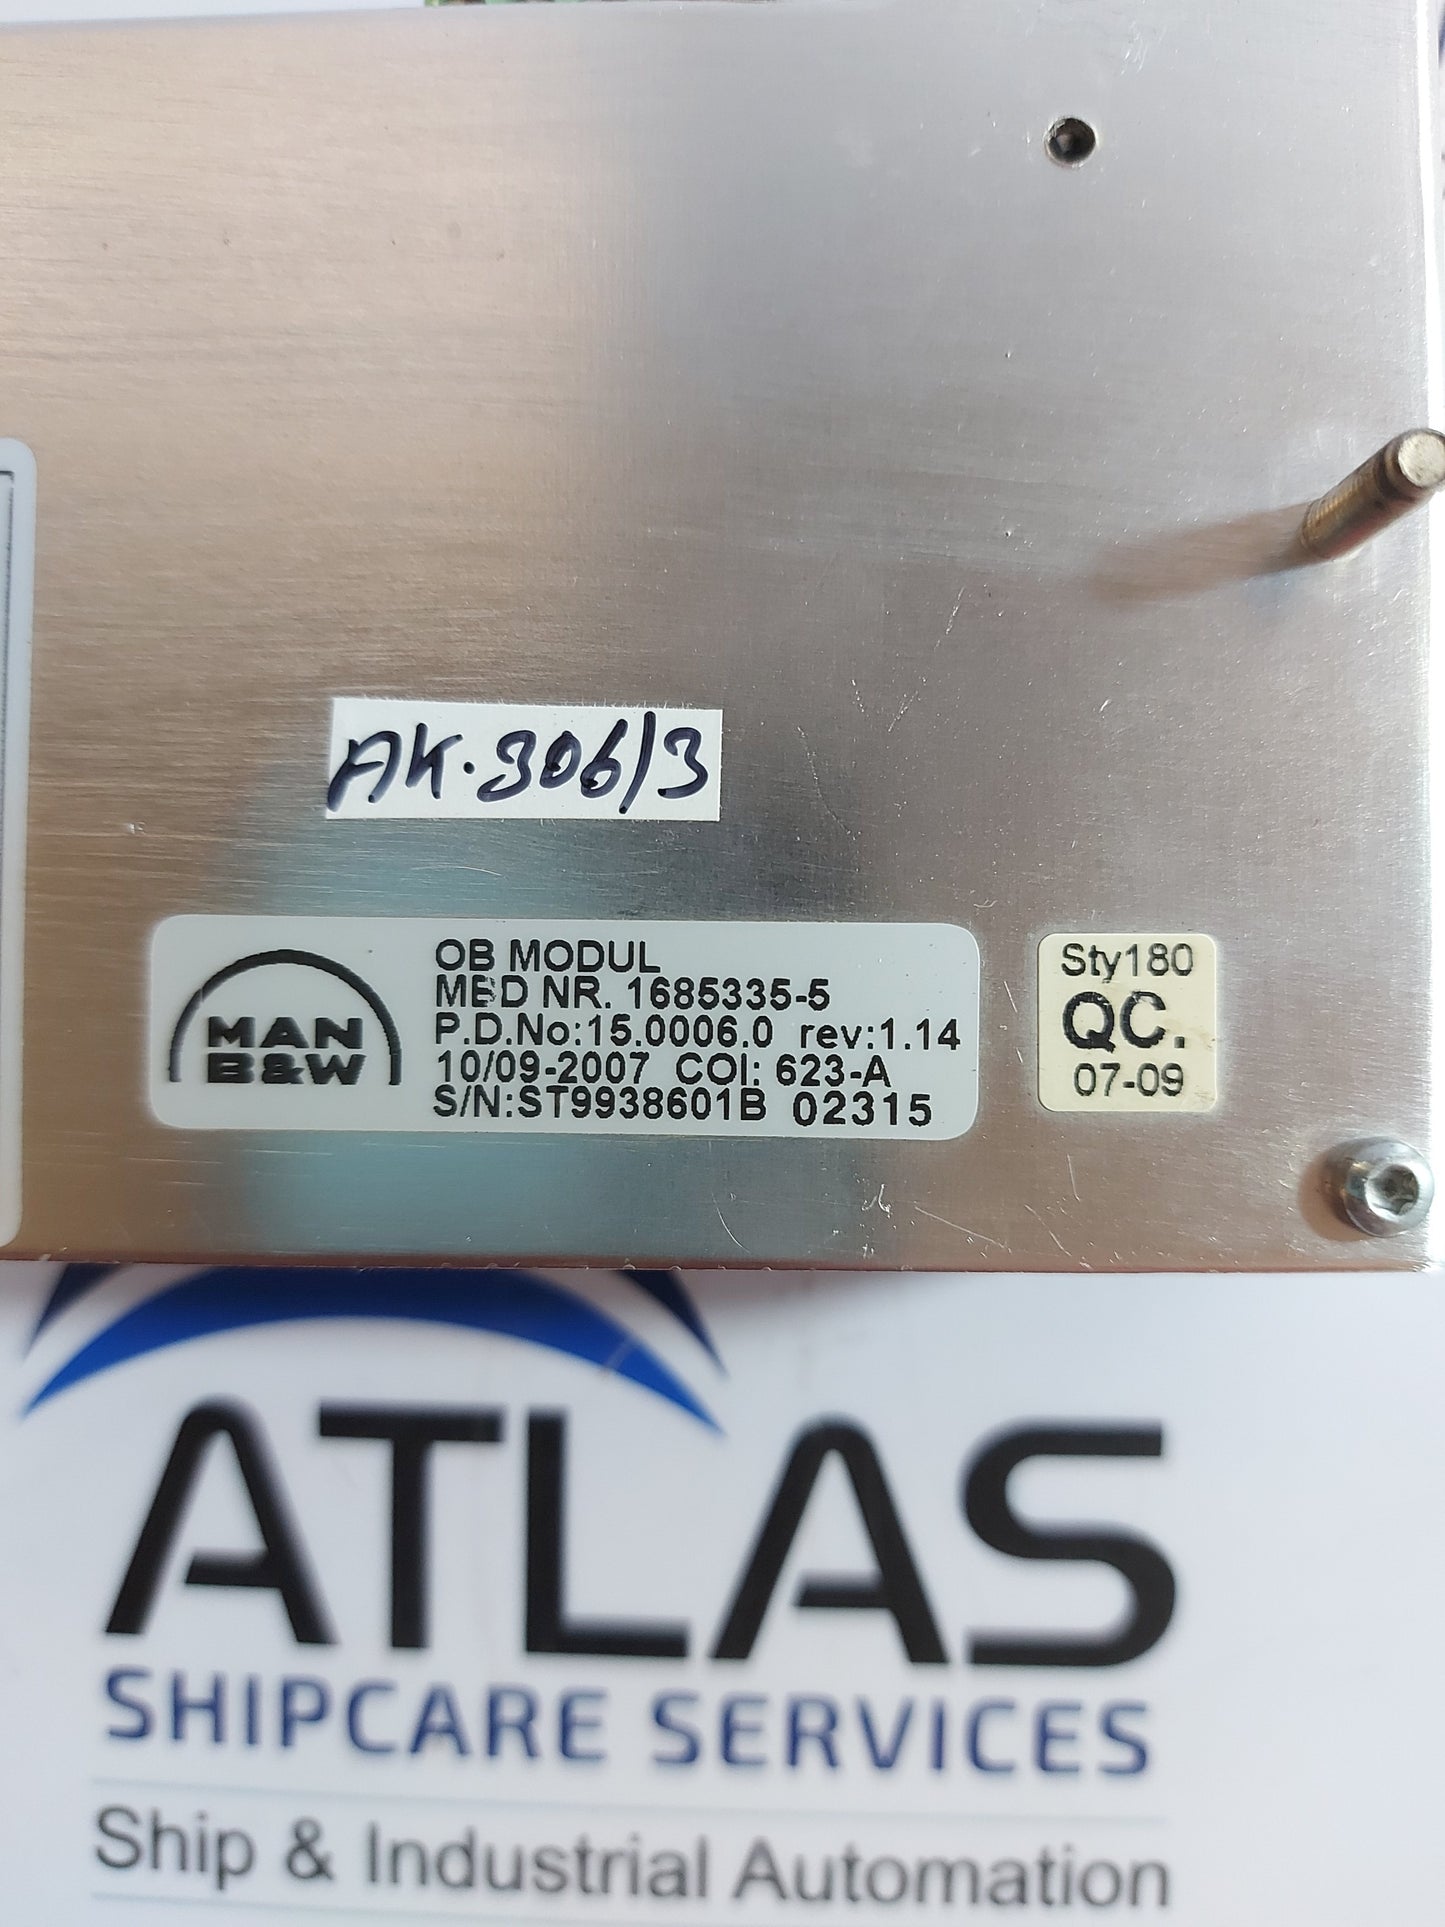 AK.306/3
MAN
B&W
OB MODUL
MBD NR. 1685335-5
P.D.No:15.0006.0 rev:1.14
10/09-2007 COI: 623-A
S/N:ST9938601B 02315
Sty180
QC.
07-09
ATLAS
SHIPCARE SERVICES
Ship & Industrial Automation